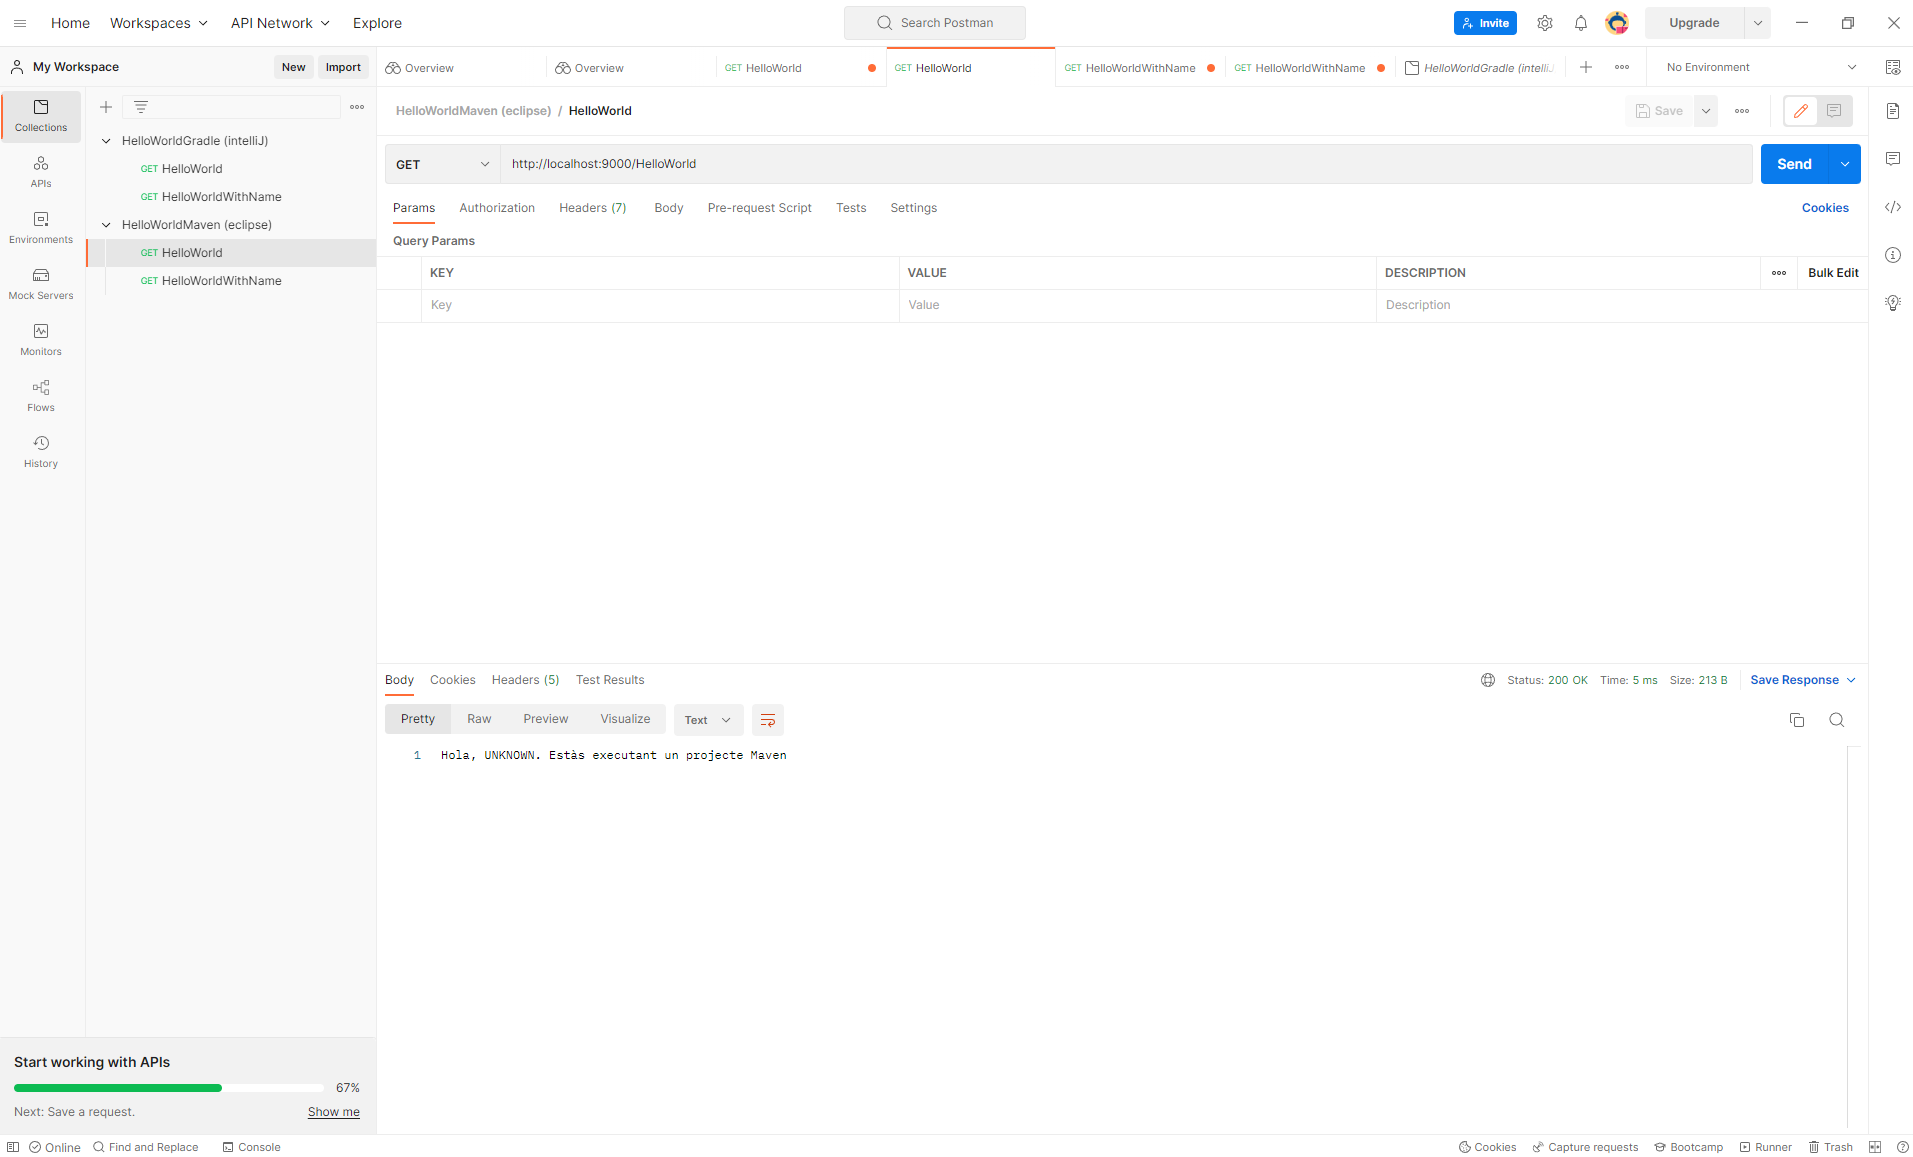 Home Workspaces API Network Explore Search Postman Invite Upgrade
My Workspace New Import Overview Overview GET HelloWorld GET HelloWorld GET HelloWorldWithName GET HelloWorldWithName HelloWorldGradle (intelliJ No Environment
Collections
APIs
Environments
Mock Servers
Monitors
Flows
History
HelloWorldGradle (intelliJ)
GET HelloWorld
GET HelloWorldWithName
HelloWorldMaven (eclipse)
GET HelloWorld
GET HelloWorldWithName
HelloWorldMaven (eclipse) / HelloWorld Save
GET http://localhost:9000/HelloWorld Send
Params Authorization Headers (7) Body Pre-request Script Tests Settings Cookies
Query Params
KEY VALUE DESCRIPTION Bulk Edit
Key Value Description
Body Cookies Headers (5) Test Results Status: 200 OK Time: 5 ms Size: 213 B Save Response
Pretty Raw Preview Visualize Text
1 Hola, UNKNOWN. Estàs executant un projecte Maven
Start working with APIs
67%
Next: Save a request. Show me
Online Find and Replace Console Cookies Capture requests Bootcamp Runner Trash